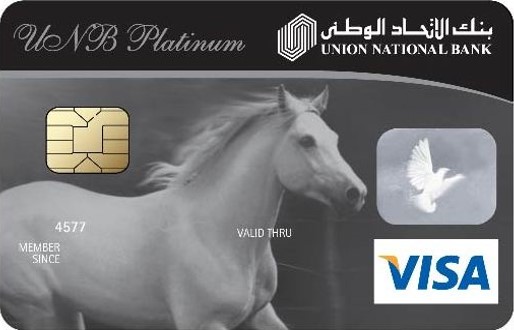 UNB Platinum
بنك الاتحاد الوطني
UNION NATIONAL BANK
4577
VALID THRU
MEMBER
SINCE
VISA